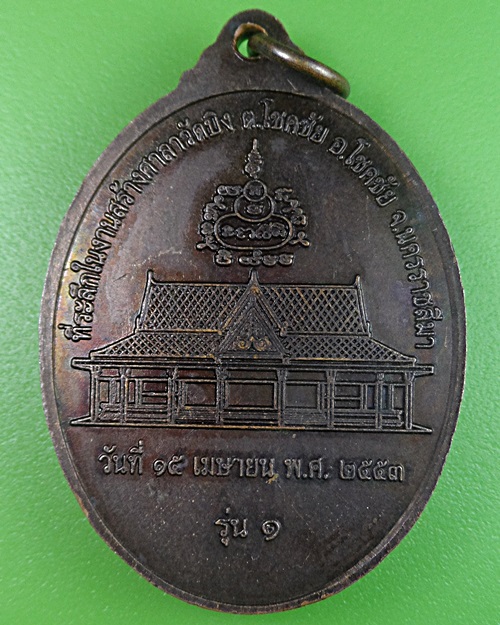 ที่ระลึกในงานสร้างศาลาวัดบิง ต.โชคชัย อ.โชคชัย จ.นครราชสีมา
วันที่ ๑๕ เมษายน พ.ศ. ๒๕๕๓
รุ่น ๑